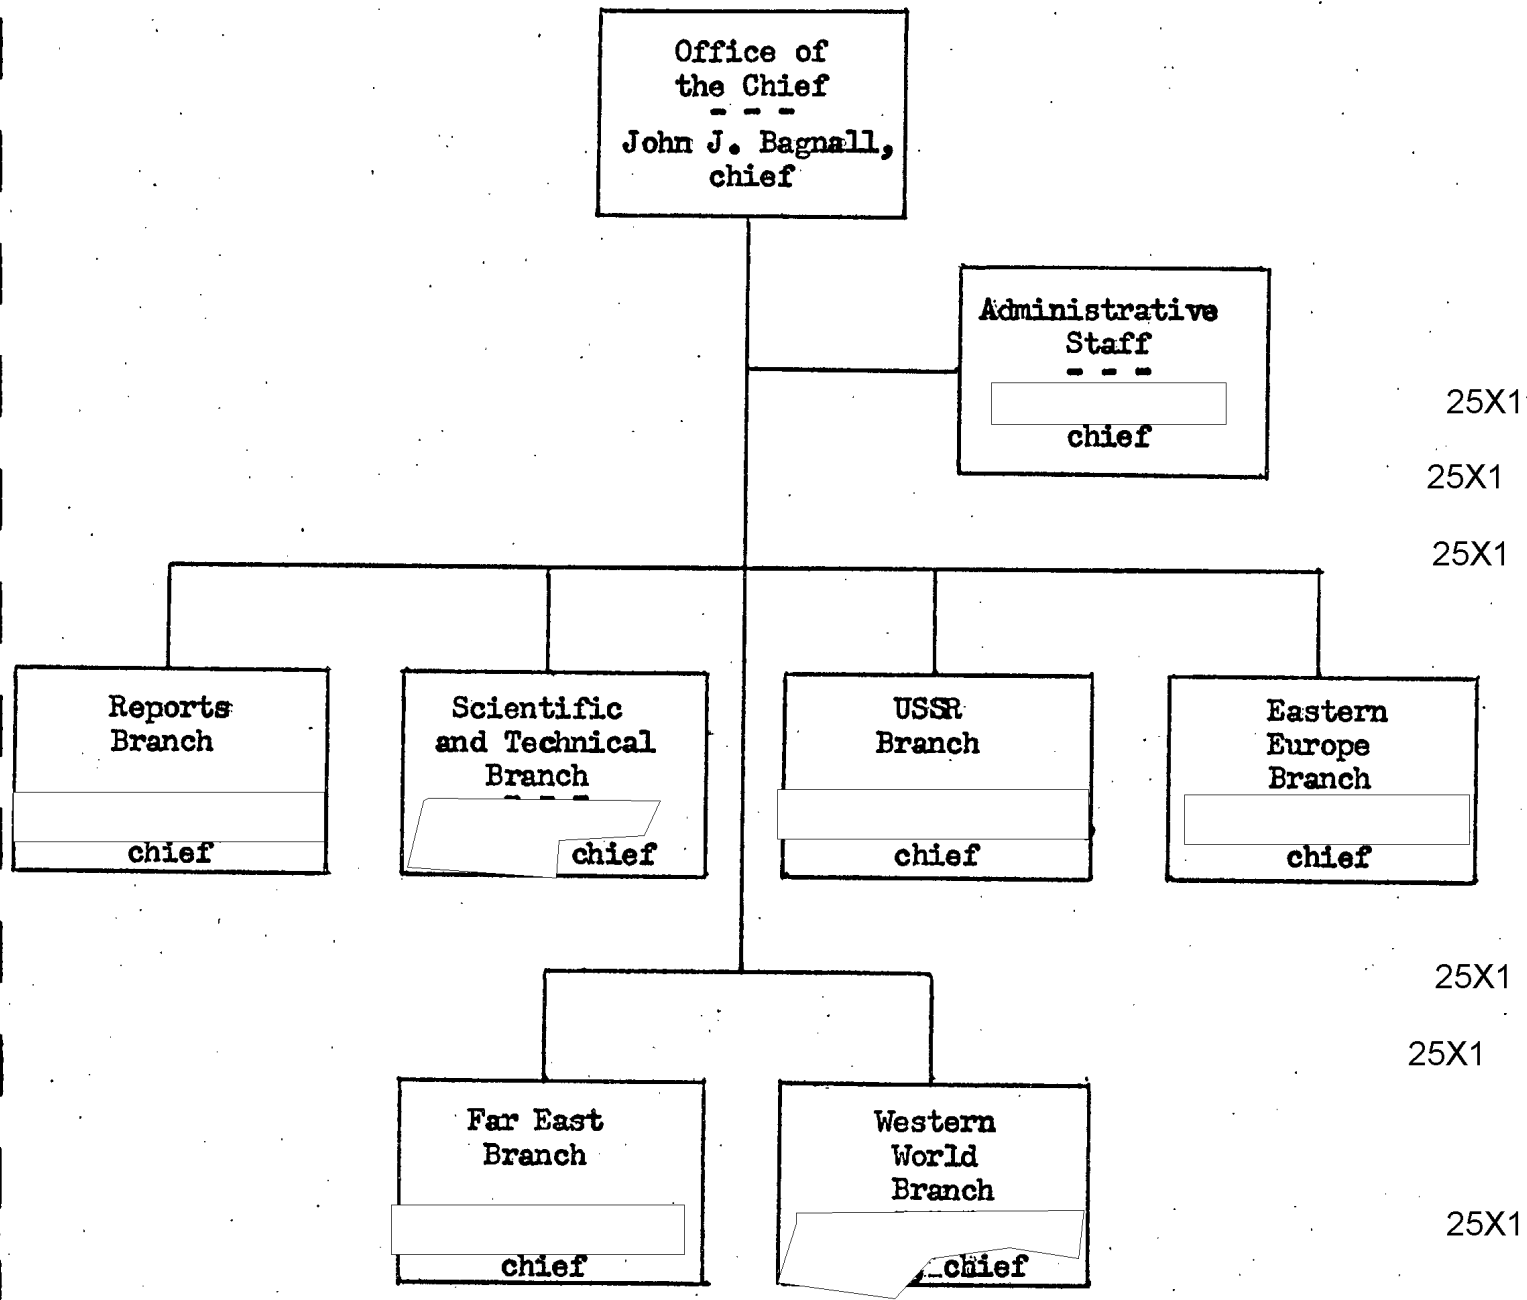 Office of
the Chief
- - -
John J. Bagnall,
chief
Administrative
Staff
- - -
chief
25X1
25X1
25X1
Reports
Branch
chief
Scientific
and Technical
Branch
- - -
chief
USSR
Branch
chief
Eastern
Europe
Branch
chief
25X1
25X1
Far East
Branch
chief
Western
World
Branch
chief
25X1